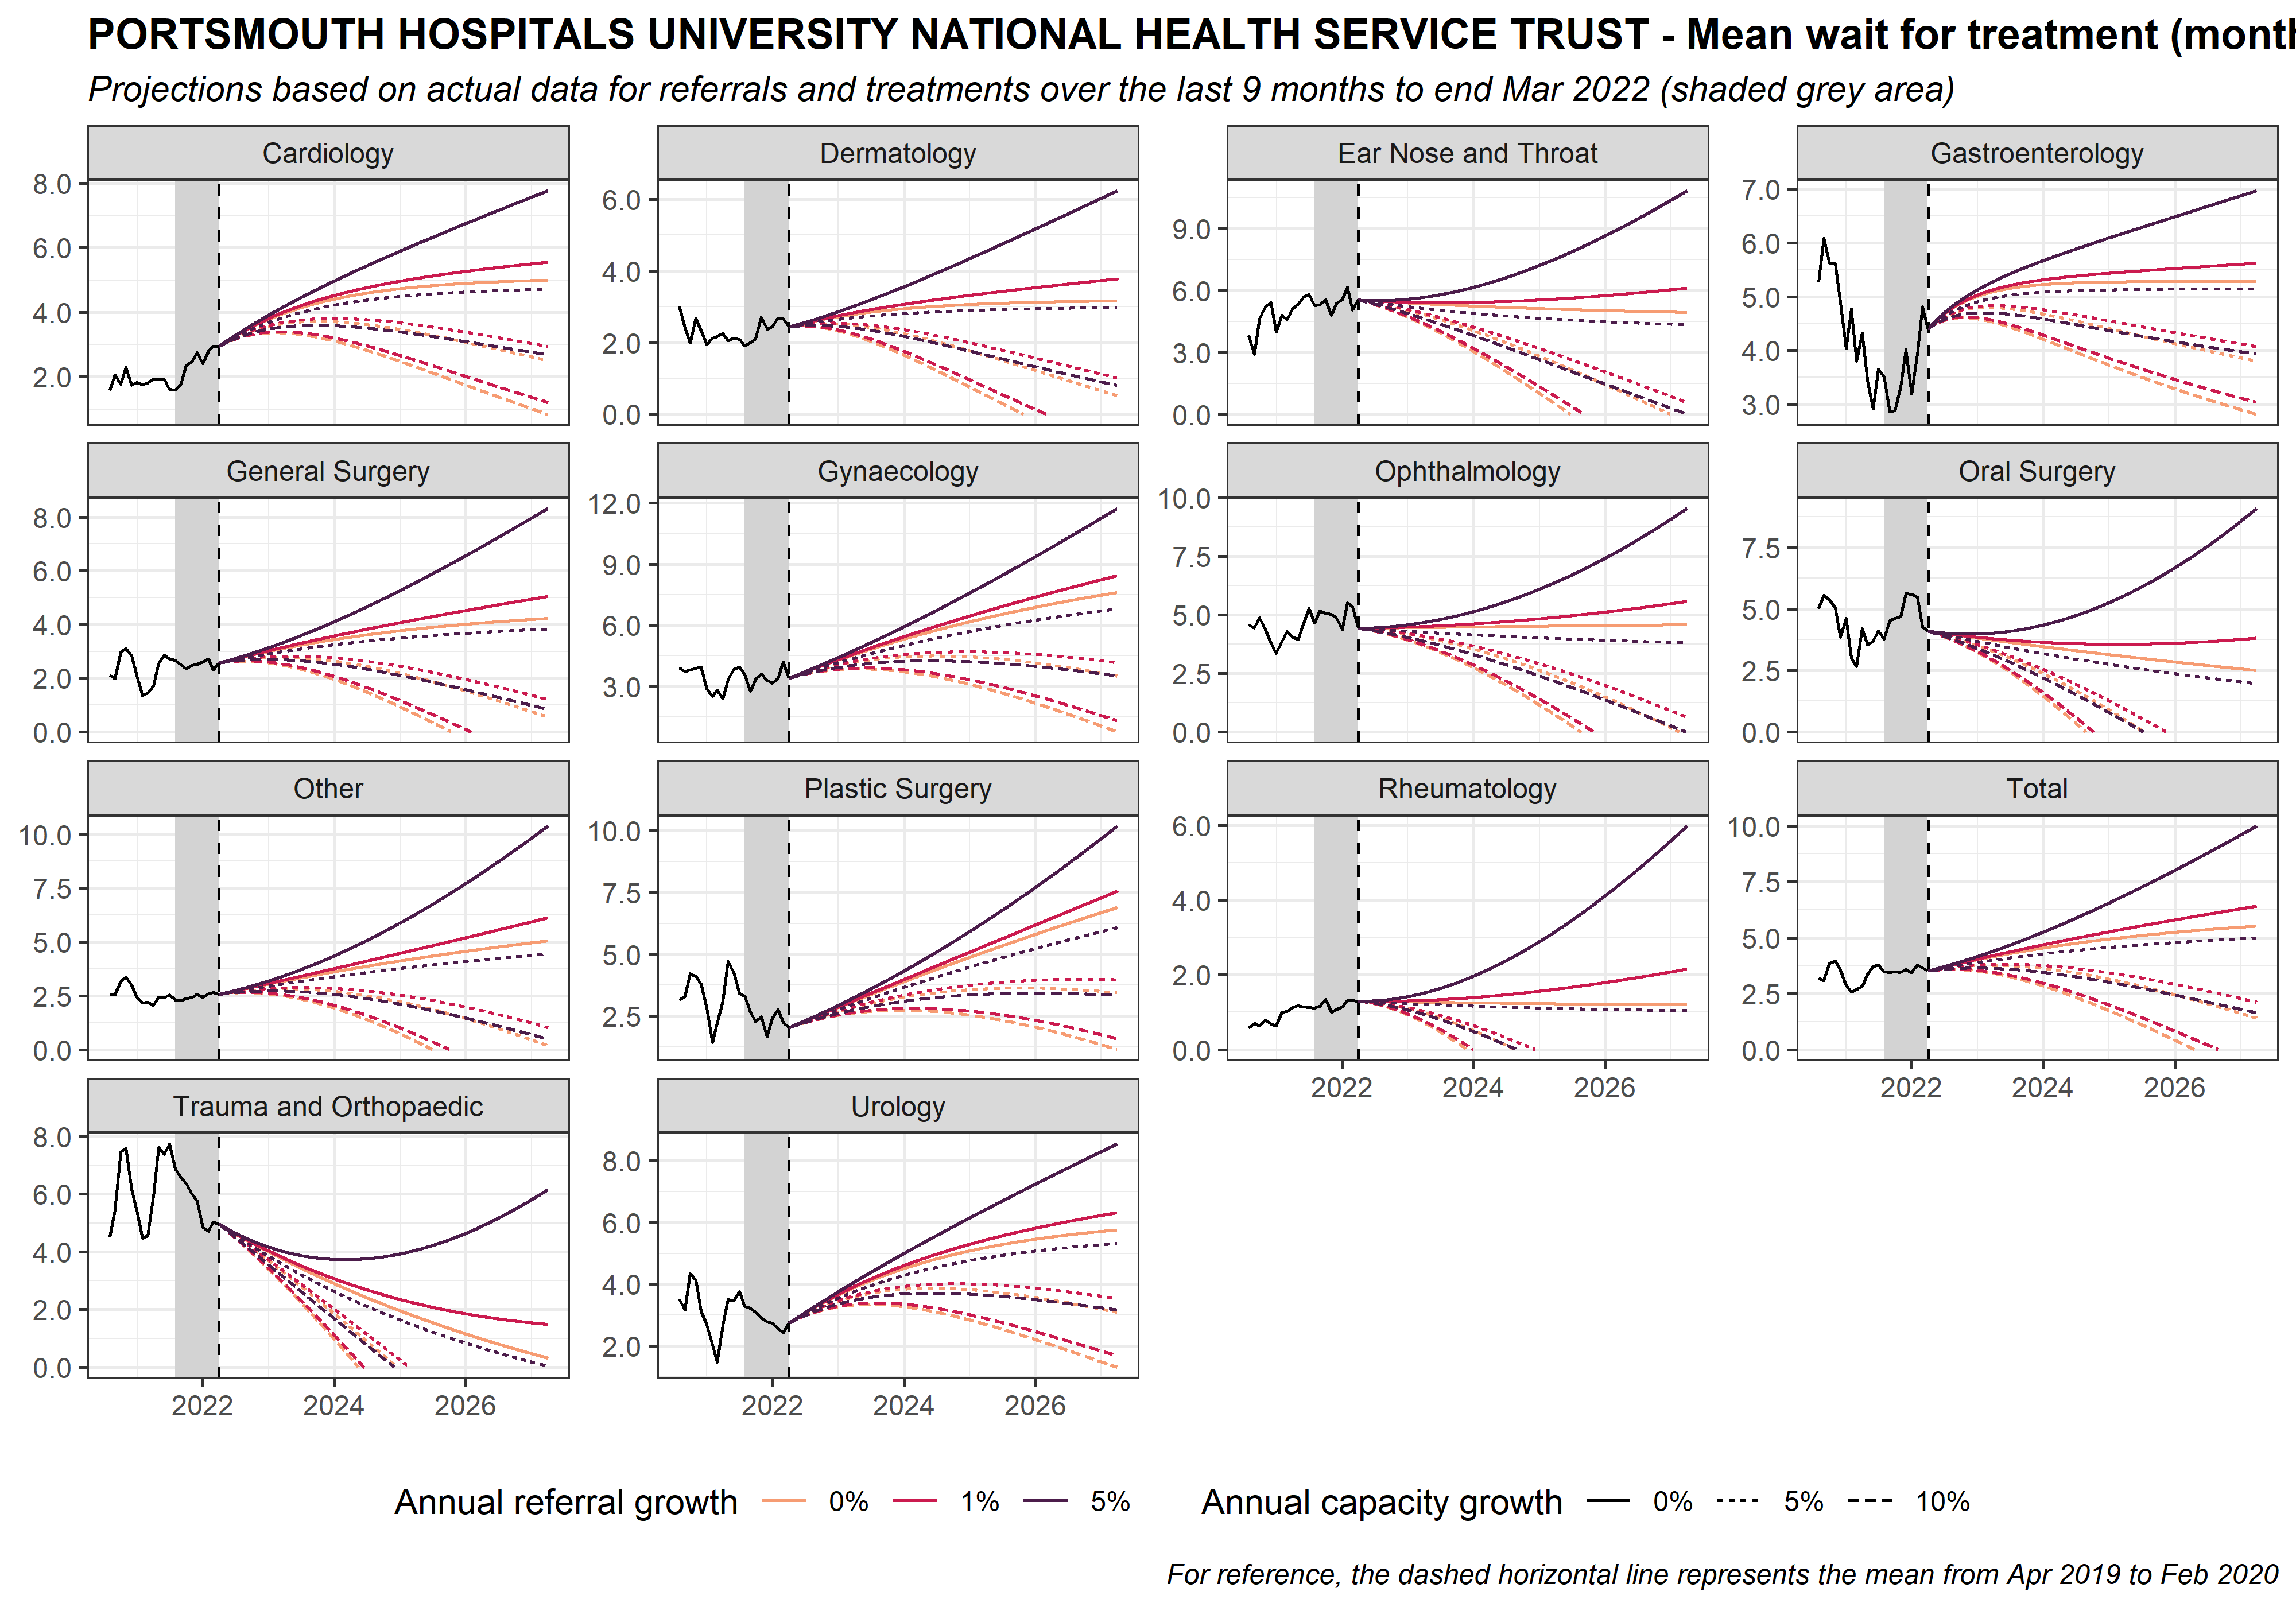 PORTSMOUTH HOSPITALS UNIVERSITY NATIONAL HEALTH SERVICE TRUST - Mean wait for treatment (month
Projections based on actual data for referrals and treatments over the last 9 months to end Mar 2022 (shaded grey area)
Cardiology Dermatology Ear Nose and Throat Gastroenterology
8.0 6.0 4.0 2.0
6.0 4.0 2.0 0.0
9.0 6.0 3.0 0.0
7.0 6.0 5.0 4.0 3.0
General Surgery Gynaecology Ophthalmology Oral Surgery
8.0 6.0 4.0 2.0 0.0
12.0 9.0 6.0 3.0
10.0 7.5 5.0 2.5 0.0
7.5 5.0 2.5 0.0
Other Plastic Surgery Rheumatology Total
10.0 7.5 5.0 2.5 0.0
10.0 7.5 5.0 2.5
6.0 4.0 2.0 0.0
10.0 7.5 5.0 2.5 0.0
2022 2024 2026 2022 2024 2026
Trauma and Orthopaedic Urology
8.0 6.0 4.0 2.0 0.0
8.0 6.0 4.0 2.0
2022 2024 2026 2022 2024 2026
Annual referral growth 0% 1% 5% Annual capacity growth 0% 5% 10%
For reference, the dashed horizontal line represents the mean from Apr 2019 to Feb 2020